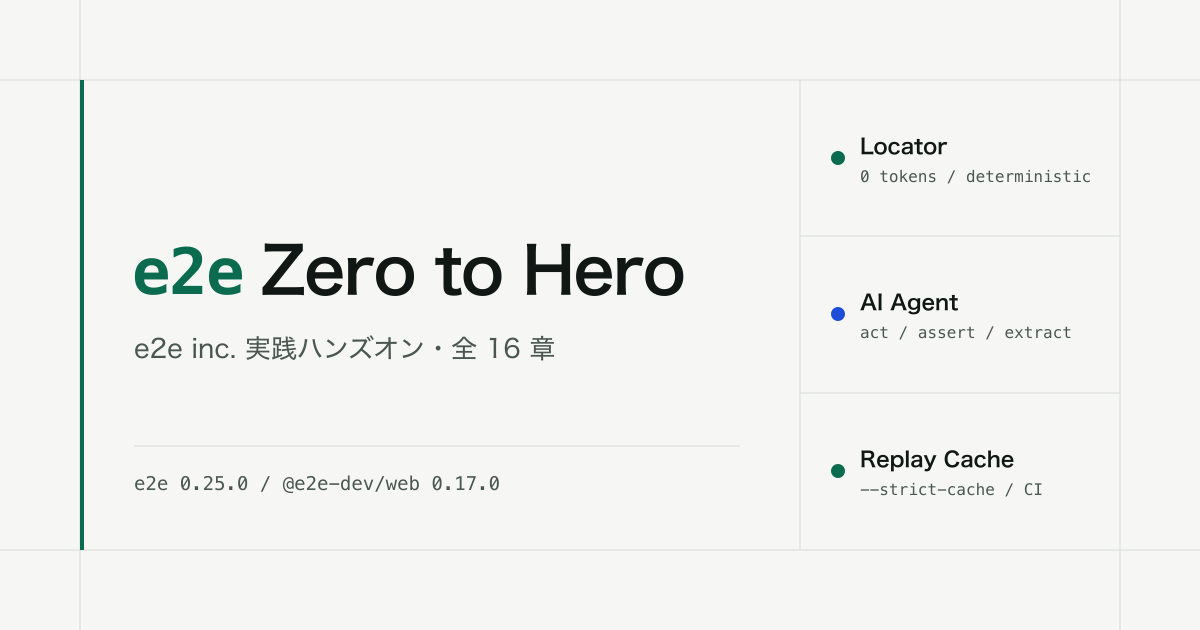 e2e Zero to Hero
e2e inc. 実践ハンズオン・全 16 章
e2e 0.25.0 / @e2e-dev/web 0.17.0
Locator
0 tokens / deterministic
AI Agent
act / assert / extract
Replay Cache
--strict-cache / CI